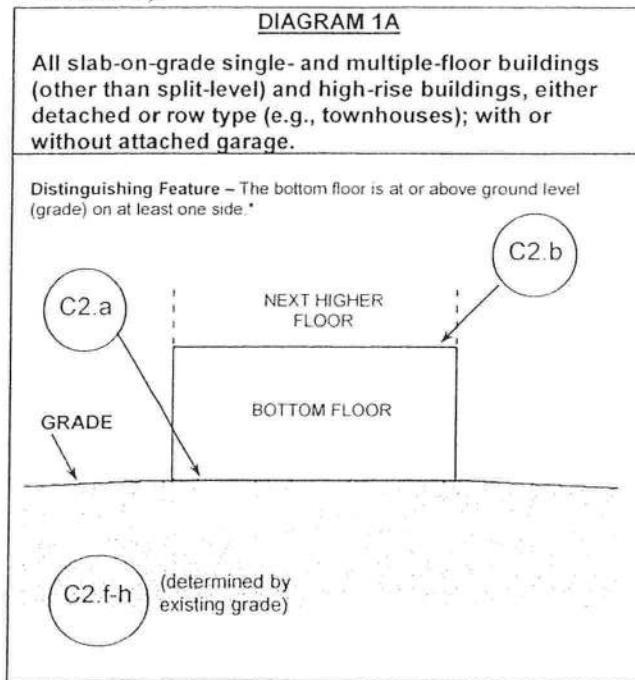 DIAGRAM 1A
All slab-on-grade single- and multiple-floor buildings
(other than split-level) and high-rise buildings, either
detached or row type (e.g., townhouses); with or
without attached garage.
Distinguishing Feature – The bottom floor is at or above ground level
(grade) on at least one side.*
C2.b
C2.a
NEXT HIGHER
FLOOR
BOTTOM FLOOR
GRADE
C2.f-h
(determined by
existing grade)